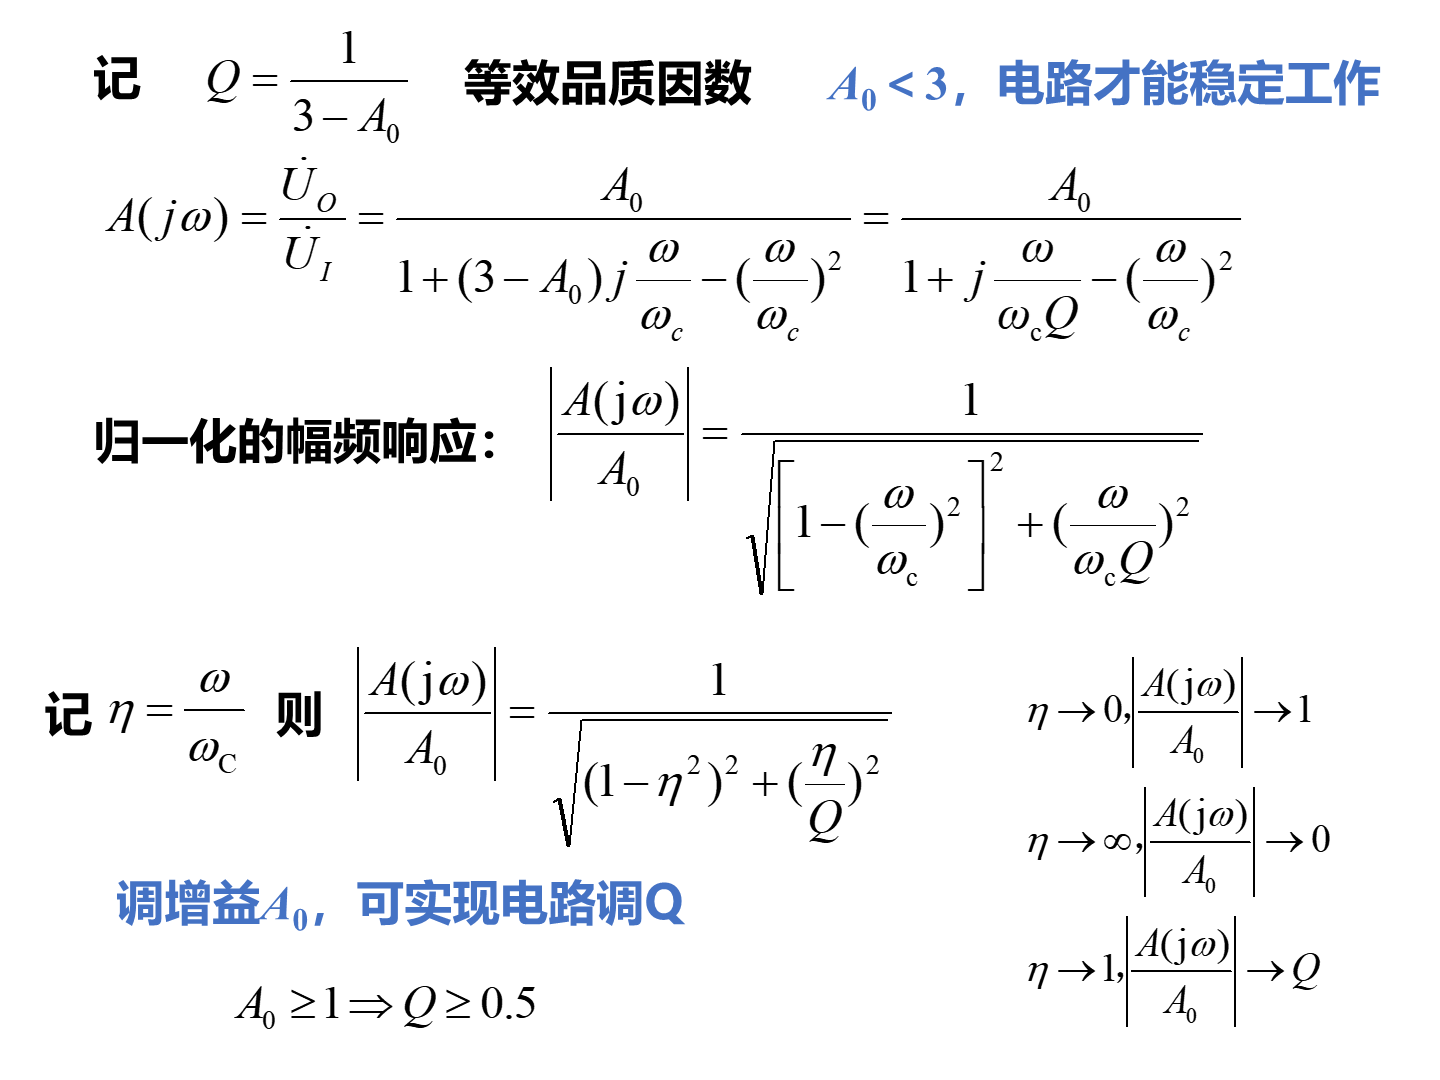 记 Q = 1/(3 − A₀) 等效品质因数 A₀ < 3，电路才能稳定工作
A(jω) = U̇_O/U̇_I = A₀/(1 + (3 − A₀)j ω/ω_c − (ω/ω_c)²) = A₀/(1 + j ω/(ω_cQ) − (ω/ω_c)²)
归一化的幅频响应： |A(jω)/A₀| = 1/√([1 − (ω/ω_c)²]² + (ω/(ω_cQ))²)
记 η = ω/ω_C 则 |A(jω)/A₀| = 1/√((1 − η²)² + (η/Q)²)
η → 0, |A(jω)/A₀| → 1
η → ∞, |A(jω)/A₀| → 0
η → 1, |A(jω)/A₀| → Q
调增益A₀，可实现电路调Q
A₀ ≥ 1 ⇒ Q ≥ 0.5